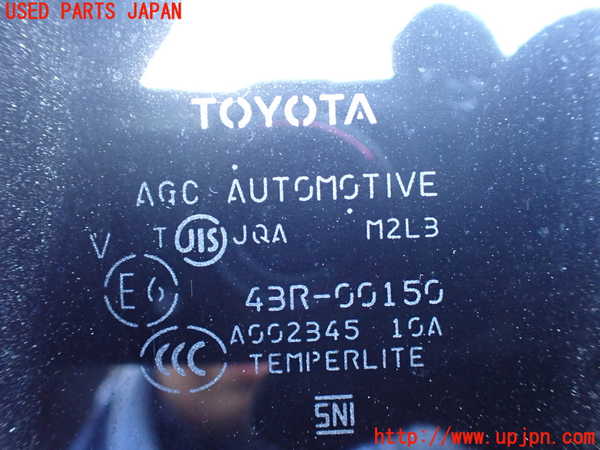 USED PARTS JAPAN
TOYOTA
AGC AUTOMOTIVE
V T JIS JQA M2L3
E6 43R-00150
CCC A002345 10A
TEMPERLITE
SNI
http://www.upjpn.com/